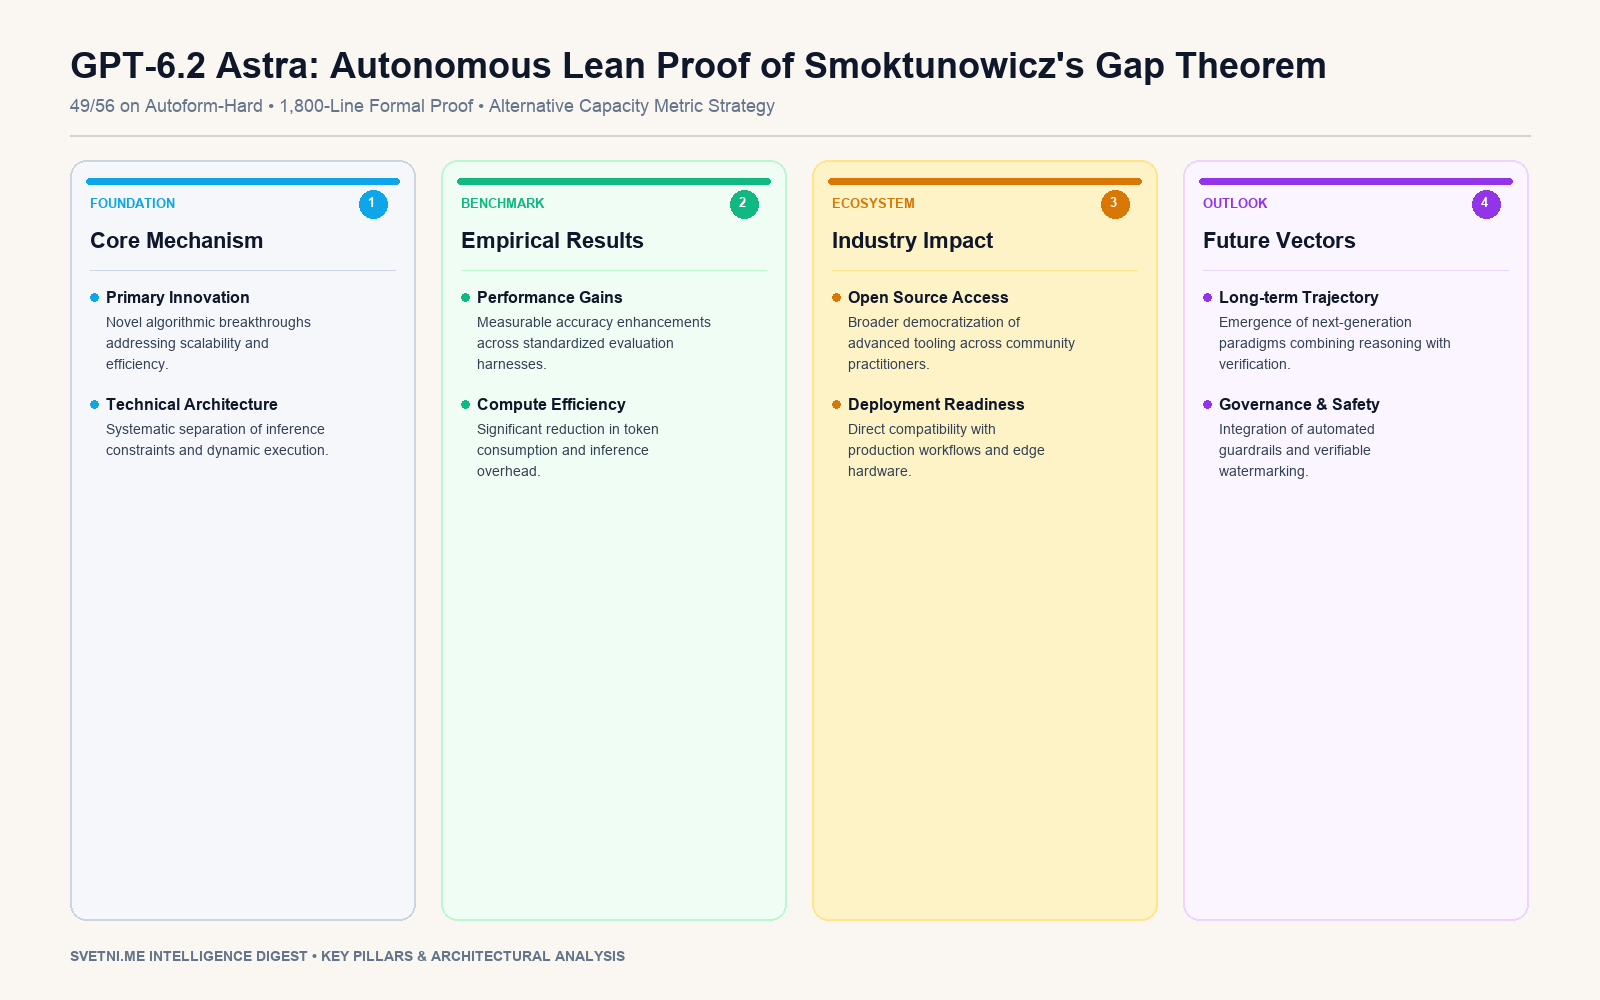 GPT-6.2 Astra: Autonomous Lean Proof of Smoktunowicz's Gap Theorem
49/56 on Autoform-Hard • 1,800-Line Formal Proof • Alternative Capacity Metric Strategy
FOUNDATION
1
Core Mechanism
Primary Innovation
Novel algorithmic breakthroughs
addressing scalability and
efficiency.
Technical Architecture
Systematic separation of inference
constraints and dynamic execution.
BENCHMARK
2
Empirical Results
Performance Gains
Measurable accuracy enhancements
across standardized evaluation
harnesses.
Compute Efficiency
Significant reduction in token
consumption and inference
overhead.
ECOSYSTEM
3
Industry Impact
Open Source Access
Broader democratization of
advanced tooling across community
practitioners.
Deployment Readiness
Direct compatibility with
production workflows and edge
hardware.
OUTLOOK
4
Future Vectors
Long-term Trajectory
Emergence of next-generation
paradigms combining reasoning with
verification.
Governance & Safety
Integration of automated
guardrails and verifiable
watermarking.
SVETNI.ME INTELLIGENCE DIGEST • KEY PILLARS & ARCHITECTURAL ANALYSIS